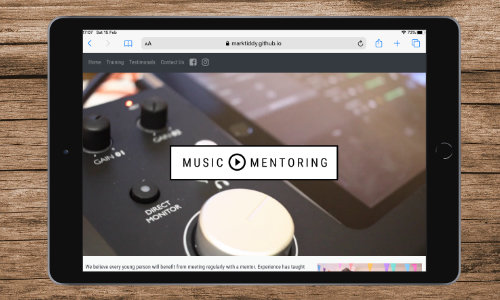 17:07 Sat 15 Feb 83%
AA marktiddy.github.io
Home Training Testimonials Contact Us
GAIN 01
GAIN 02
DIRECT
MONITOR
MUSIC MENTORING
We believe every young person will benefit from meeting regularly with a mentor. Experience has taught